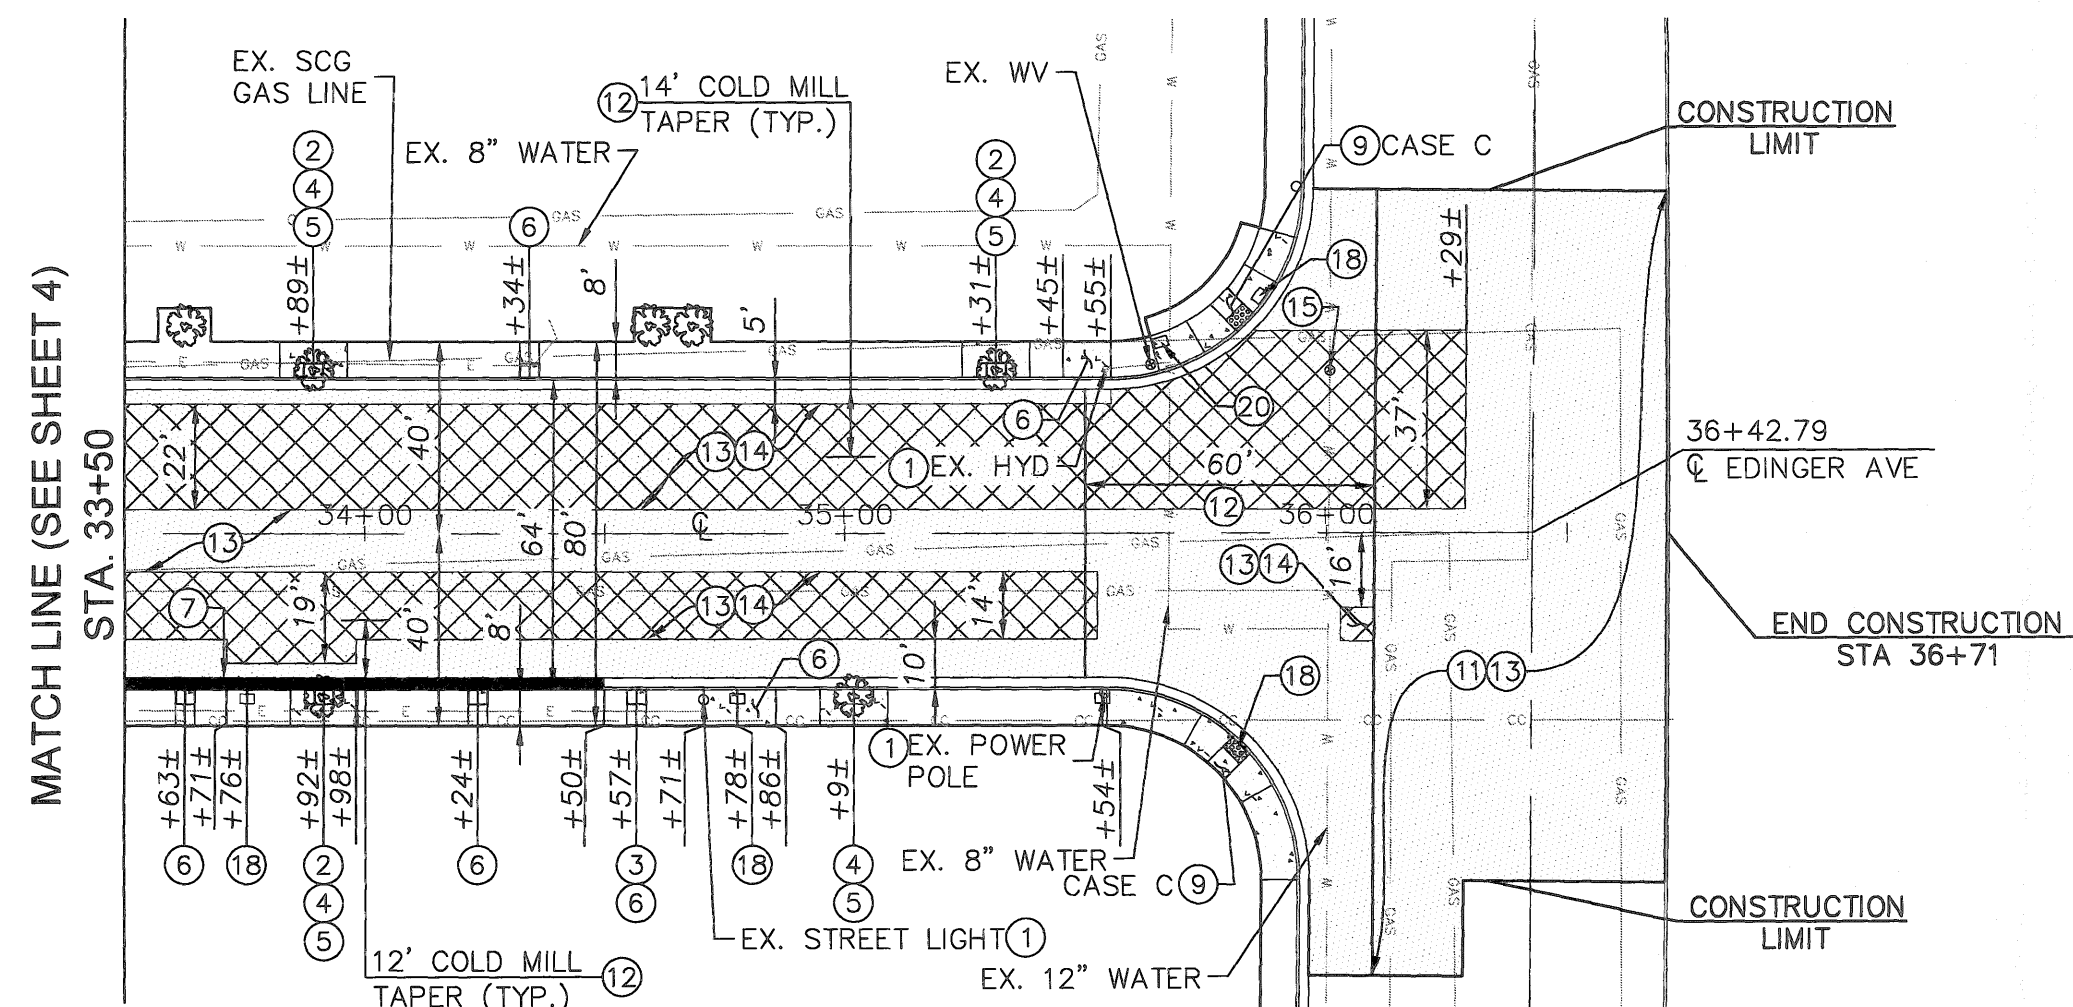 EX. SCG
GAS LINE
12
14' COLD MILL
TAPER (TYP.)
EX. WV
CONSTRUCTION
LIMIT
9 CASE C
2
4
5
EX. 8" WATER
6
2
4
5
18
15
20
+89±
+34±
8'
5'
+31±
+45±
+55±
+29±
MATCH LINE (SEE SHEET 4)
STA. 33+50
22'
40'
64'
80'
13 14
6
1 EX. HYD
60'
12
37'
36+42.79
℄ EDINGER AVE
34+00
℄
35+00
36+00
13
13 14
16'
7
19'
40'
8'
13 14
14'
10'
6
18
11 13
END CONSTRUCTION
STA 36+71
1 EX. POWER
POLE
+63±
+71±
+76±
+92±
+98±
+24±
+50±
+57±
+71±
+78±
+86±
+9±
+54±
6
18
2
4
5
6
3
6
18
4
5
EX. 8" WATER
CASE C 9
EX. STREET LIGHT 1
EX. 12" WATER
12' COLD MILL
TAPER (TYP.)
12
CONSTRUCTION
LIMIT
GAS
GAS
GAS
GAS
W
W
W
W
W
E
E
E
E
E
CC
CC
CC